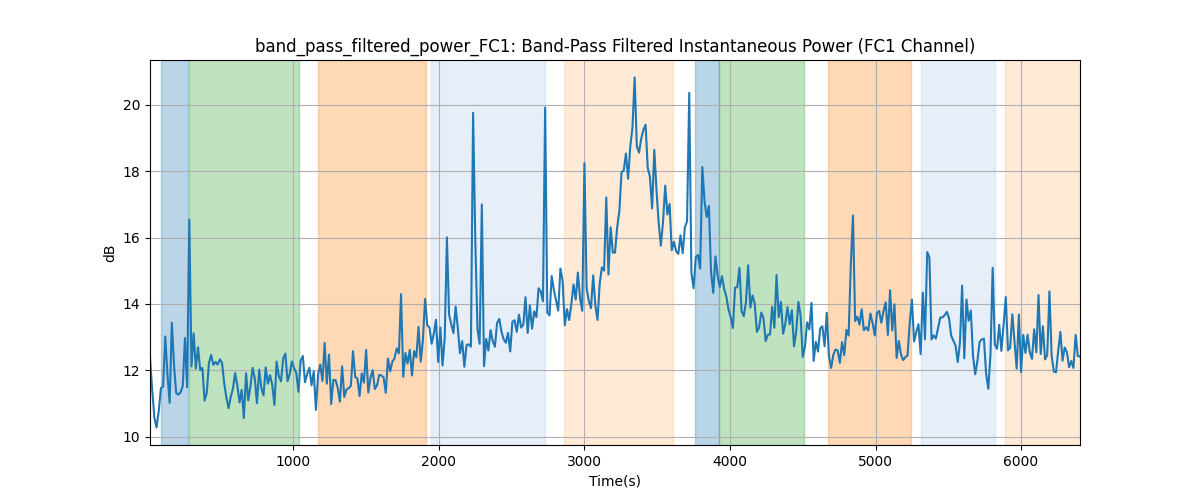 band_pass_filtered_power_FC1: Band-Pass Filtered Instantaneous Power (FC1 Channel)
dB
20
18
16
14
12
10
1000 2000 3000 4000 5000 6000
Time(s)